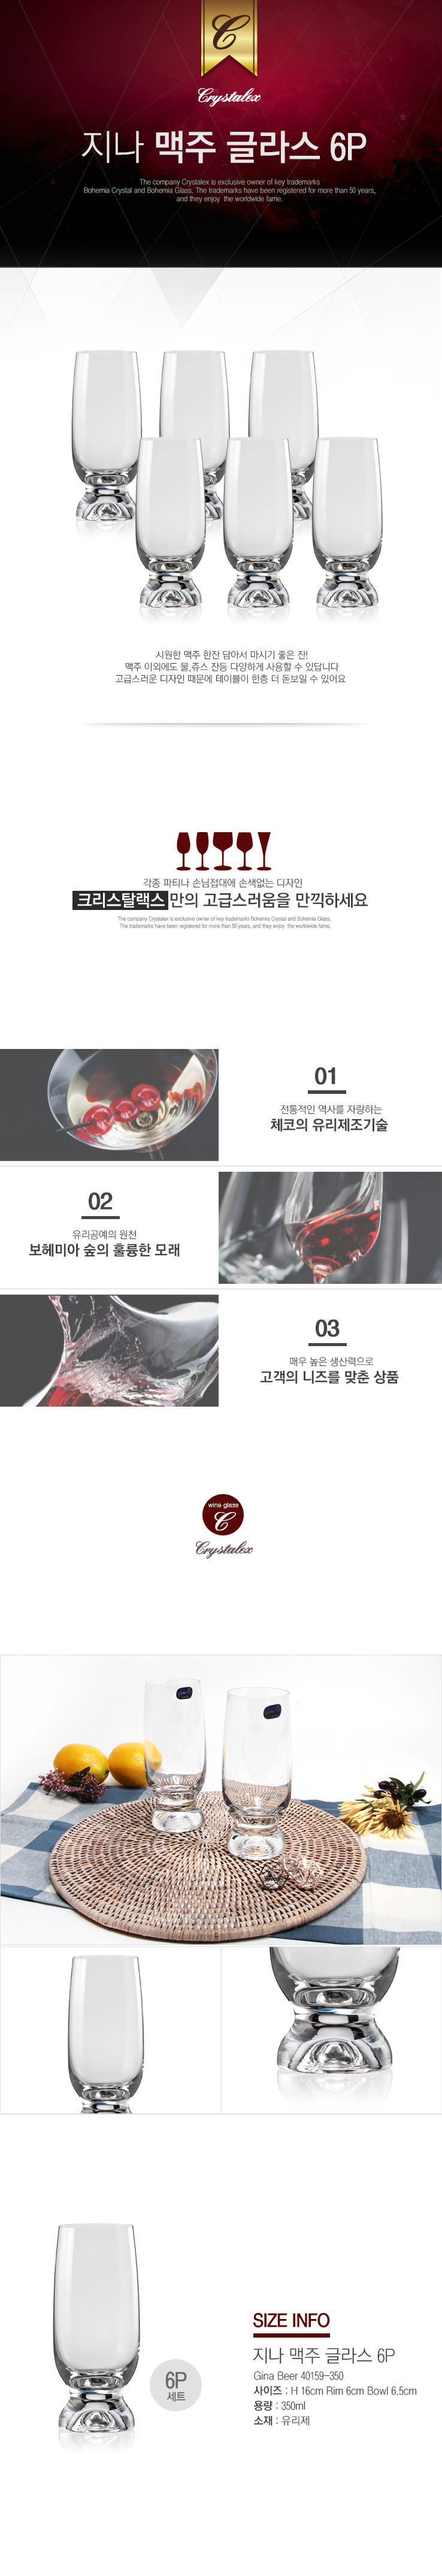 C
Crystalex
지나 맥주 글라스 6P
The company Crystalex is exclusive owner of key trademarks
Bohemia Crystal and Bohemia Glass. The trademarks have been registered for more than 50 years,
and they enjoy the worldwide fame.
시원한 맥주 한잔 담아서 마시기 좋은 잔!
맥주 이외에도 물,쥬스 잔등 다양하게 사용할 수 있답니다
고급스러운 디자인 때문에 테이블이 한층 더 돋보일 수 있어요
각종 파티나 손님접대에 손색없는 디자인
크리스탈랙스만의 고급스러움을 만끽하세요
The company Crystalex is exclusive owner of key trademarks Bohemia Crystal and Bohemia Glass.
The trademarks have been registered for more than 50 years, and they enjoy the worldwide fame.
01
전통적인 역사를 자랑하는
체코의 유리제조기술
02
유리공예의 원천
보헤미아 숲의 훌륭한 모래
03
매우 높은 생산력으로
고객의 니즈를 맞춘 상품
wine glass
C
Crystalex
6P
세트
SIZE INFO
지나 맥주 글라스 6P
Gina Beer 40159-350
사이즈 : H 16cm Rim 6cm Bowl 6,5cm
용량 : 350ml
소재 : 유리제